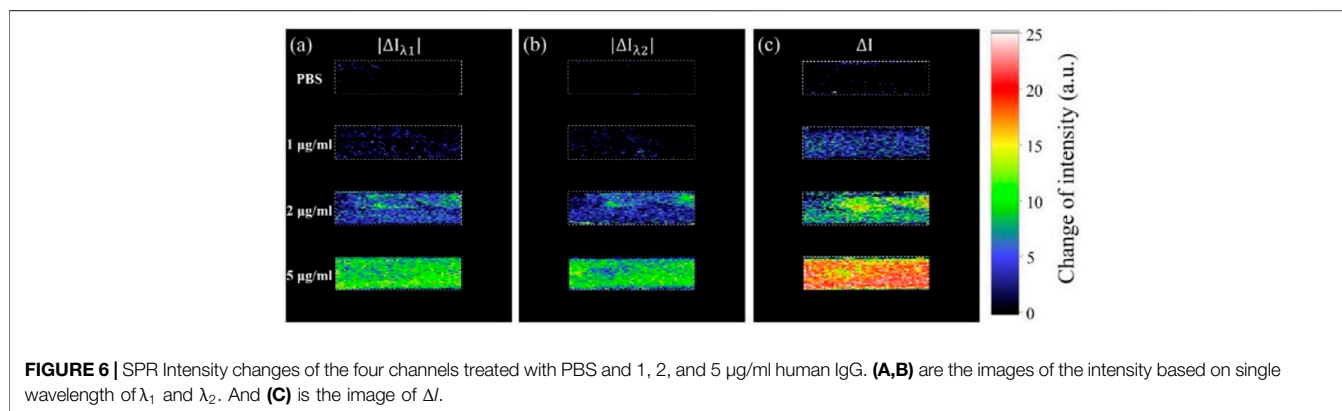 (a) |ΔIλ1| (b) |ΔIλ2| (c) ΔI
PBS
1 μg/ml
2 μg/ml
5 μg/ml
25
20
15
10
5
0
Change of intensity (a.u.)
FIGURE 6 | SPR Intensity changes of the four channels treated with PBS and 1, 2, and 5 μg/ml human IgG. (A,B) are the images of the intensity based on single
wavelength of λ1 and λ2. And (C) is the image of ΔI.